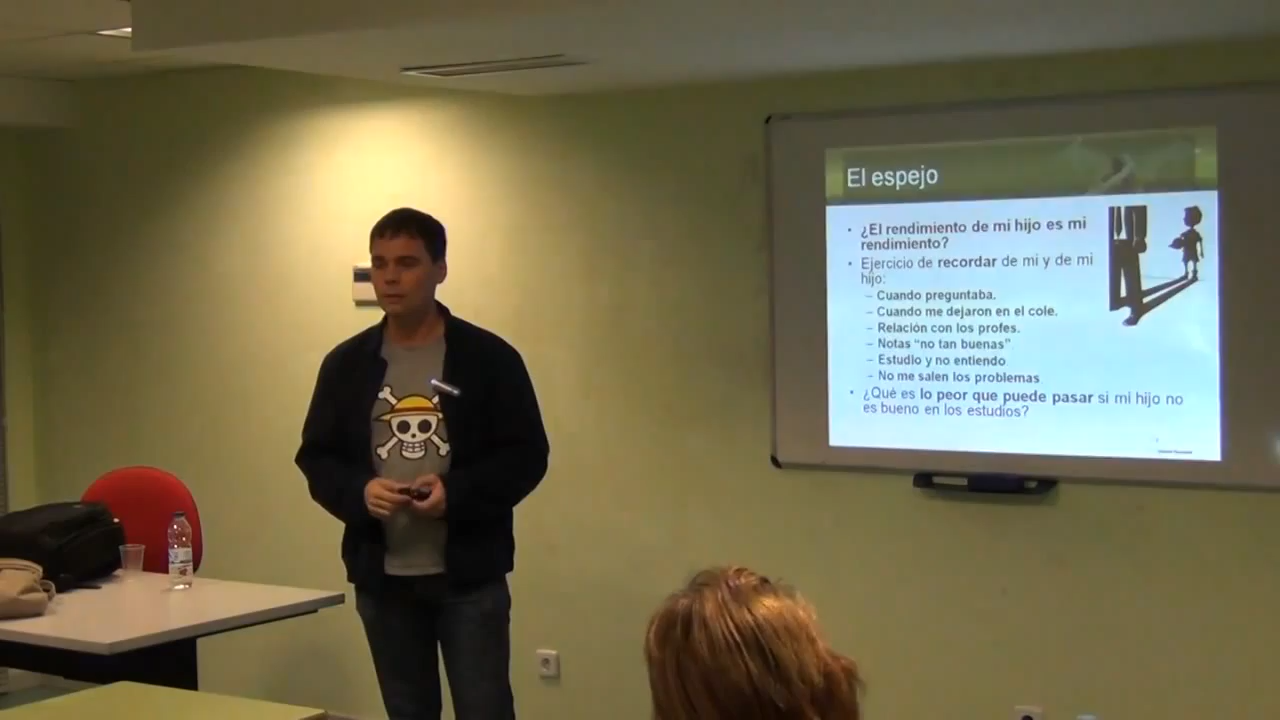 El espejo
• ¿El rendimiento de mi hijo es mi
rendimiento?
• Ejercicio de recordar de mi y de mi
hijo:
– Cuando preguntaba.
– Cuando me dejaron en el cole.
– Relación con los profes.
– Notas “no tan buenas”
– Estudio y no entiendo
– No me salen los problemas
• ¿Qué es lo peor que puede pasar si mi hijo no
es bueno en los estudios?